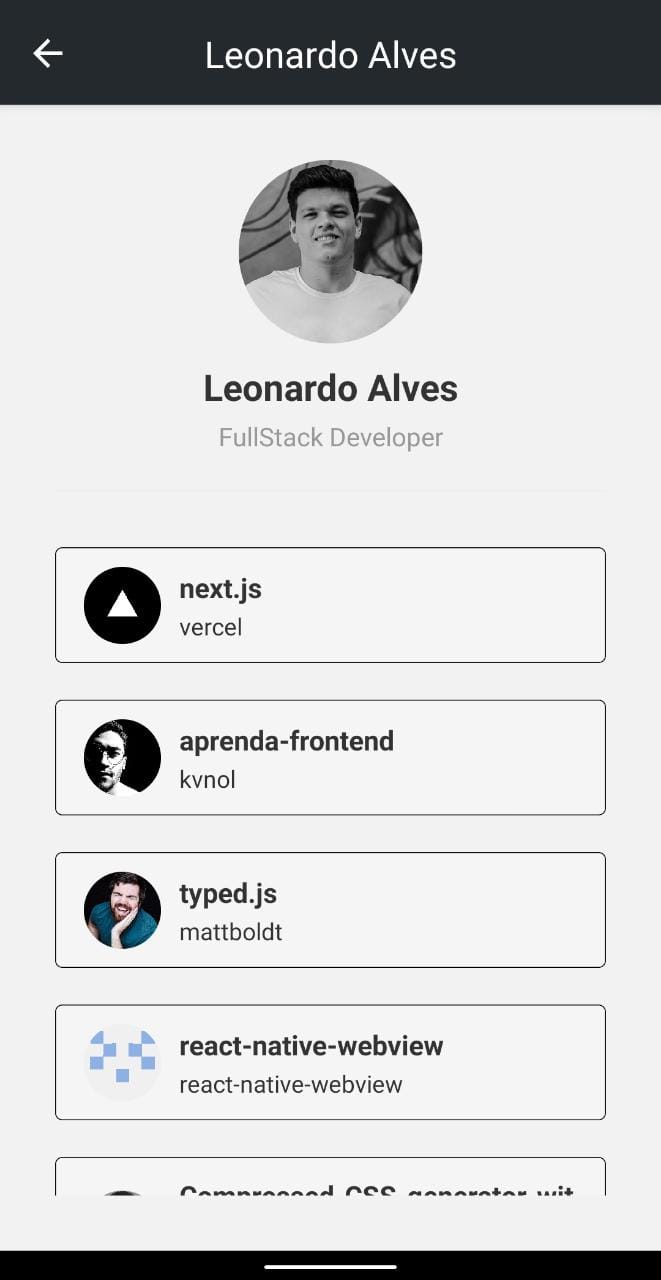 Leonardo Alves
Leonardo Alves
FullStack Developer
next.js
vercel
aprenda-frontend
kvnol
typed.js
mattboldt
react-native-webview
react-native-webview
Compressed-CSS-generator-wit